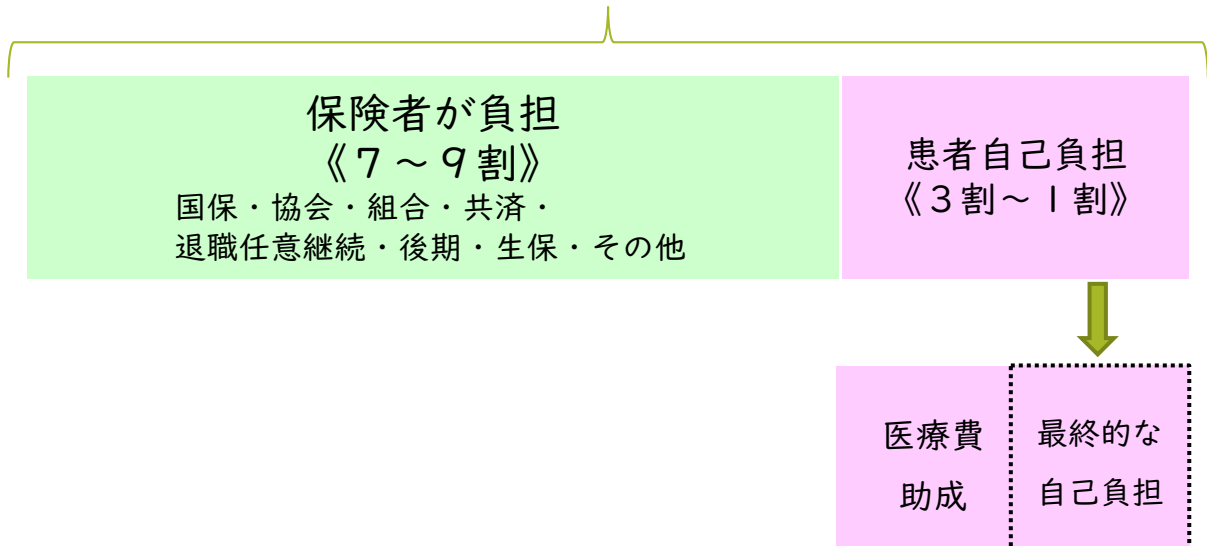 保険者が負担
《７～９割》
国保・協会・組合・共済・
退職任意継続・後期・生保・その他
患者自己負担
《３割～１割》
医療費
助成
最終的な
自己負担